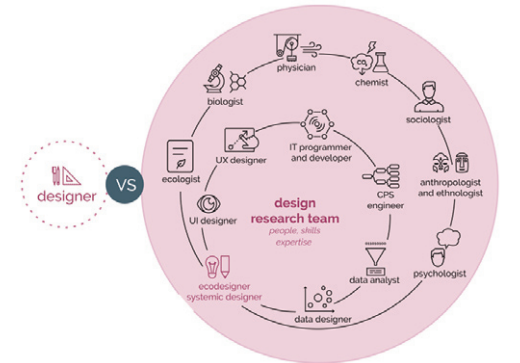 designer
VS
physician
chemist
CO₂
biologist
sociologist
IT programmer
and developer
UX designer
ecologist
CPS
engineer
anthropologist
and ethnologist
design
research team
people, skills
expertise
UI designer
psychologist
data analyst
ecodesigner
systemic designer
data designer